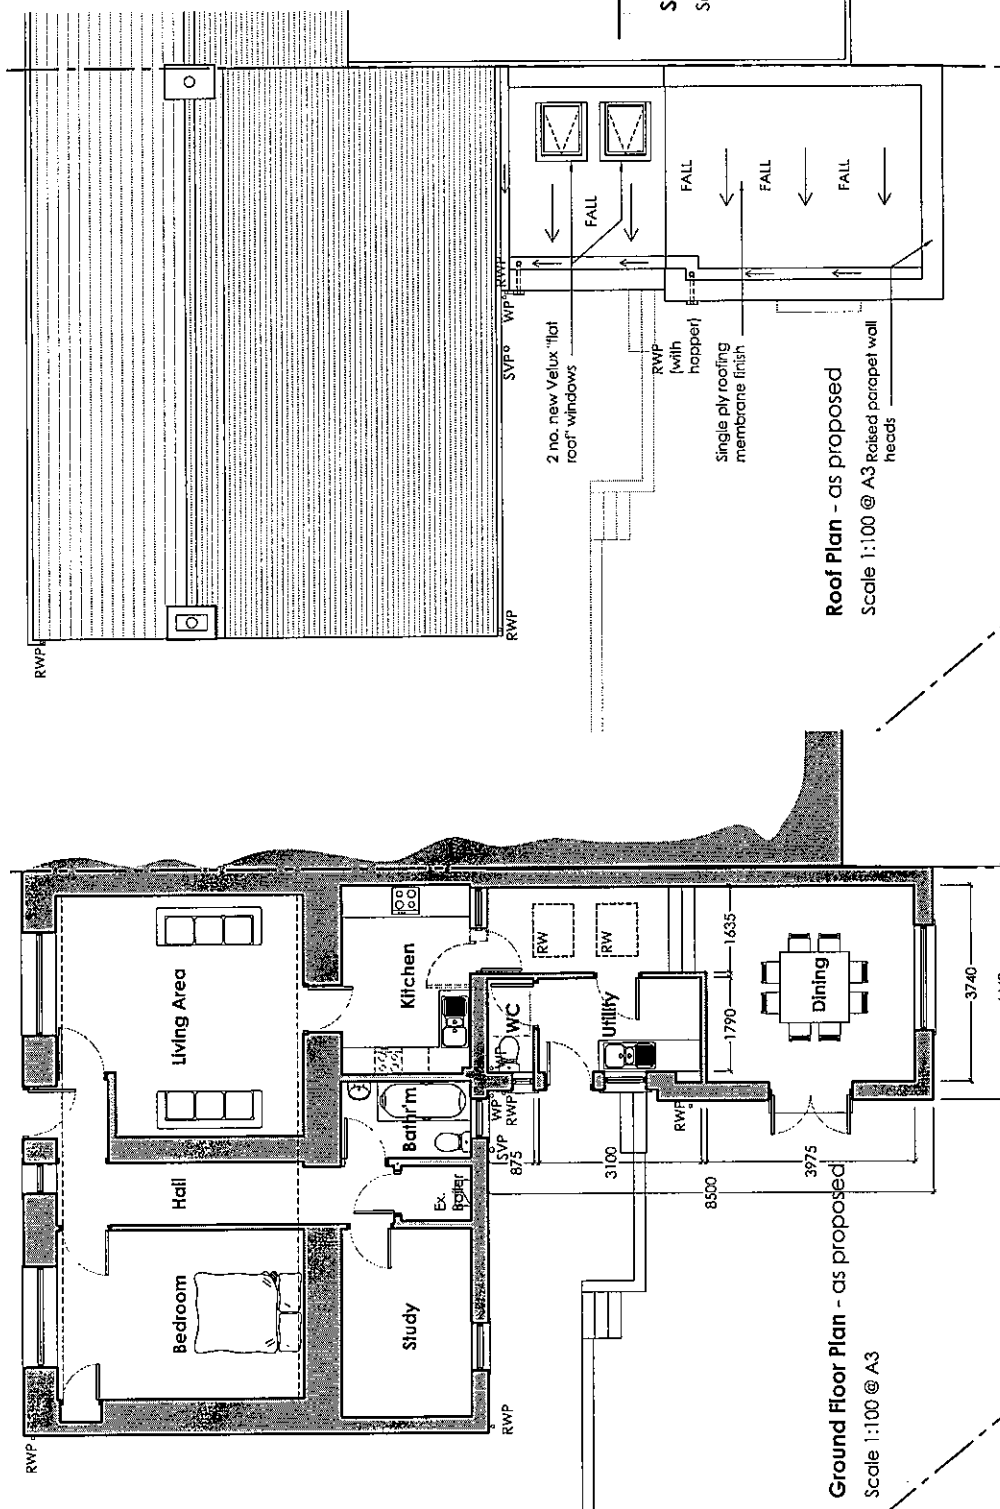 Living Area
Hall
Bedroom
Kitchen
Bathr'm
Ex.
Boiler
Study
WC
Utility
Dining
RW
RW
WP
RWP
RWP
WP
RWP
SVP
RWP
875
3100
8500
3975
1790
1635
3740
Ground Floor Plan - as proposed
Scale 1:100 @ A3
RWP
RWP
RWP
WP
SVP
FALL
FALL
FALL
FALL
2 no. new Velux "flat
roof" windows
RWP
(with
hopper)
Single ply roofing
membrane finish
Raised parapet wall
heads
Roof Plan - as proposed
Scale 1:100 @ A3